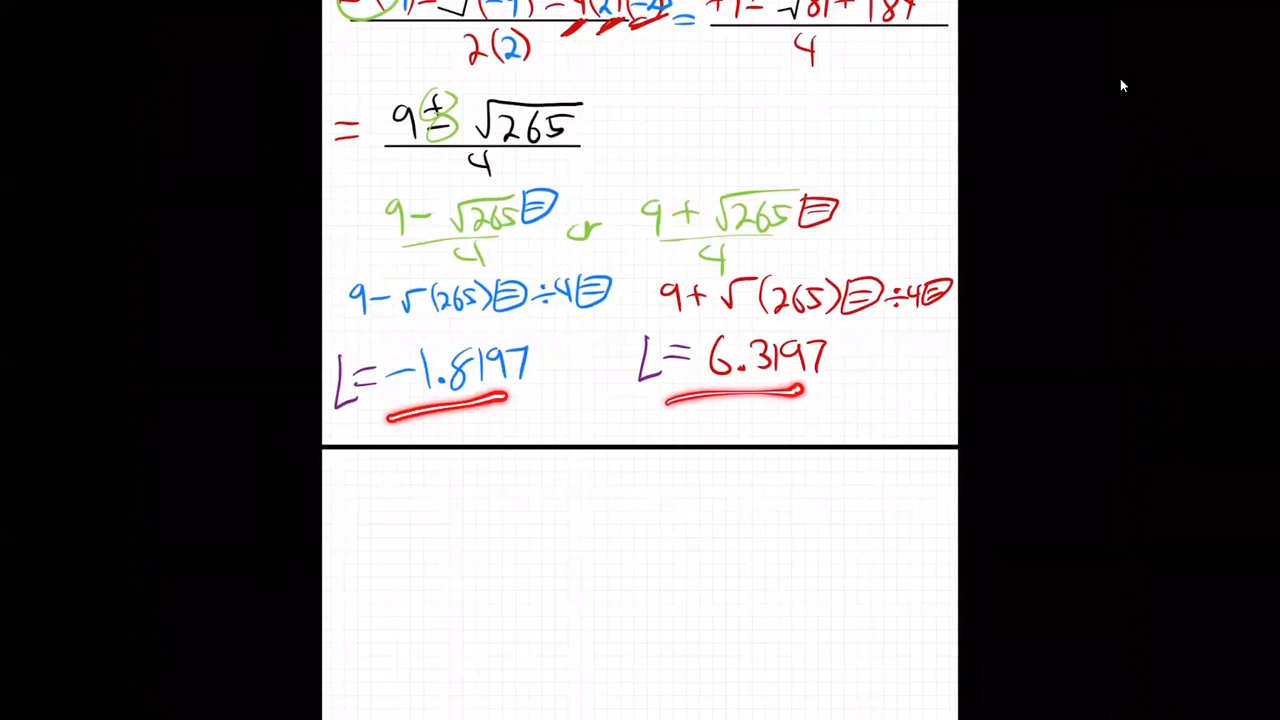 2(2) = 4
= 9 ± √265
4
9 - √265 = or 9 + √265 =
4 4
9 - √(265) = ÷ 4 = 9 + √(265) = ÷ 4 =
L = -1.8197 L = 6.3197